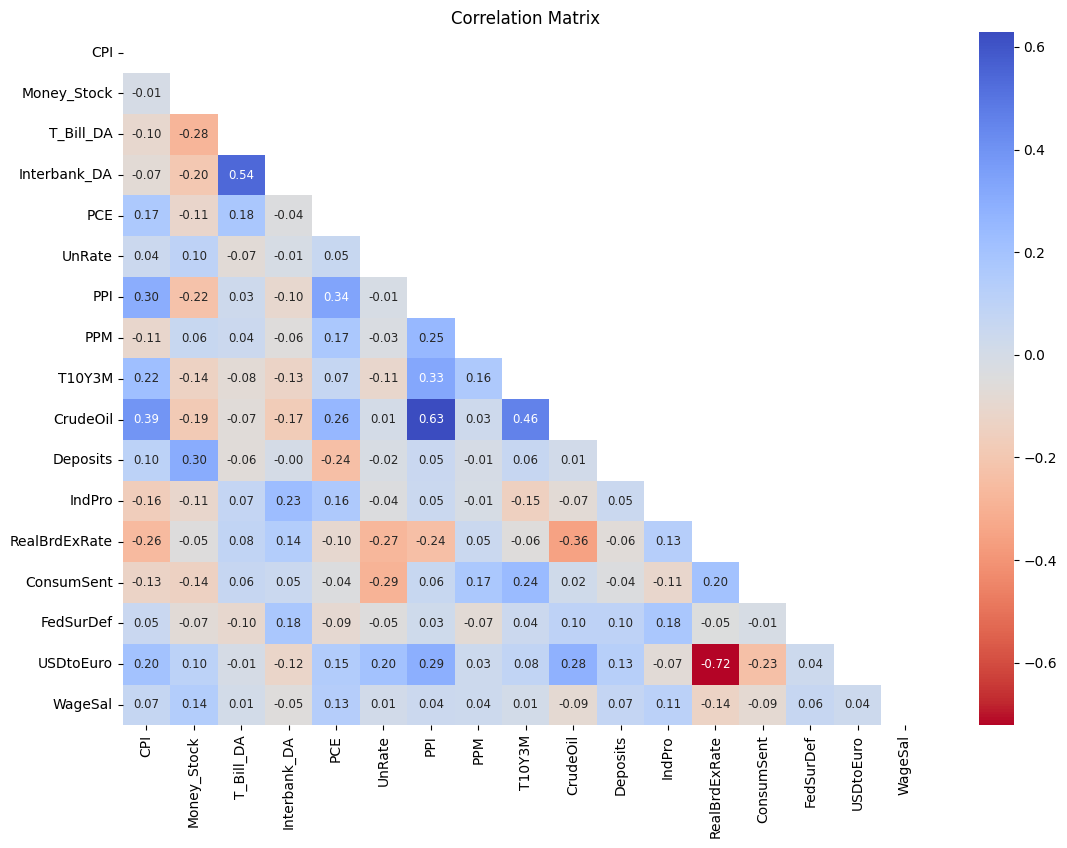 Correlation Matrix
CPI
Money_Stock -0.01
T_Bill_DA -0.10 -0.28
Interbank_DA -0.07 -0.20 0.54
PCE 0.17 -0.11 0.18 -0.04
UnRate 0.04 0.10 -0.07 -0.01 0.05
PPI 0.30 -0.22 0.03 -0.10 0.34 -0.01
PPM -0.11 0.06 0.04 -0.06 0.17 -0.03 0.25
T10Y3M 0.22 -0.14 -0.08 -0.13 0.07 -0.11 0.33 0.16
CrudeOil 0.39 -0.19 -0.07 -0.17 0.26 0.01 0.63 0.03 0.46
Deposits 0.10 0.30 -0.06 -0.00 -0.24 -0.02 0.05 -0.01 0.06 0.01
IndPro -0.16 -0.11 0.07 0.23 0.16 -0.04 0.05 -0.01 -0.15 -0.07 0.05
RealBrdExRate -0.26 -0.05 0.08 0.14 -0.10 -0.27 -0.24 0.05 -0.06 -0.36 -0.06 0.13
ConsumSent -0.13 -0.14 0.06 0.05 -0.04 -0.29 0.06 0.17 0.24 0.02 -0.04 -0.11 0.20
FedSurDef 0.05 -0.07 -0.10 0.18 -0.09 -0.05 0.03 -0.07 0.04 0.10 0.10 0.18 -0.05 -0.01
USDtoEuro 0.20 0.10 -0.01 -0.12 0.15 0.20 0.29 0.03 0.08 0.28 0.13 -0.07 -0.72 -0.23 0.04
WageSal 0.07 0.14 0.01 -0.05 0.13 0.01 0.04 0.04 0.01 -0.09 0.07 0.11 -0.14 -0.09 0.06 0.04
CPI
Money_Stock
T_Bill_DA
Interbank_DA
PCE
UnRate
PPI
PPM
T10Y3M
CrudeOil
Deposits
IndPro
RealBrdExRate
ConsumSent
FedSurDef
USDtoEuro
WageSal
0.6
0.4
0.2
0.0
−0.2
−0.4
−0.6